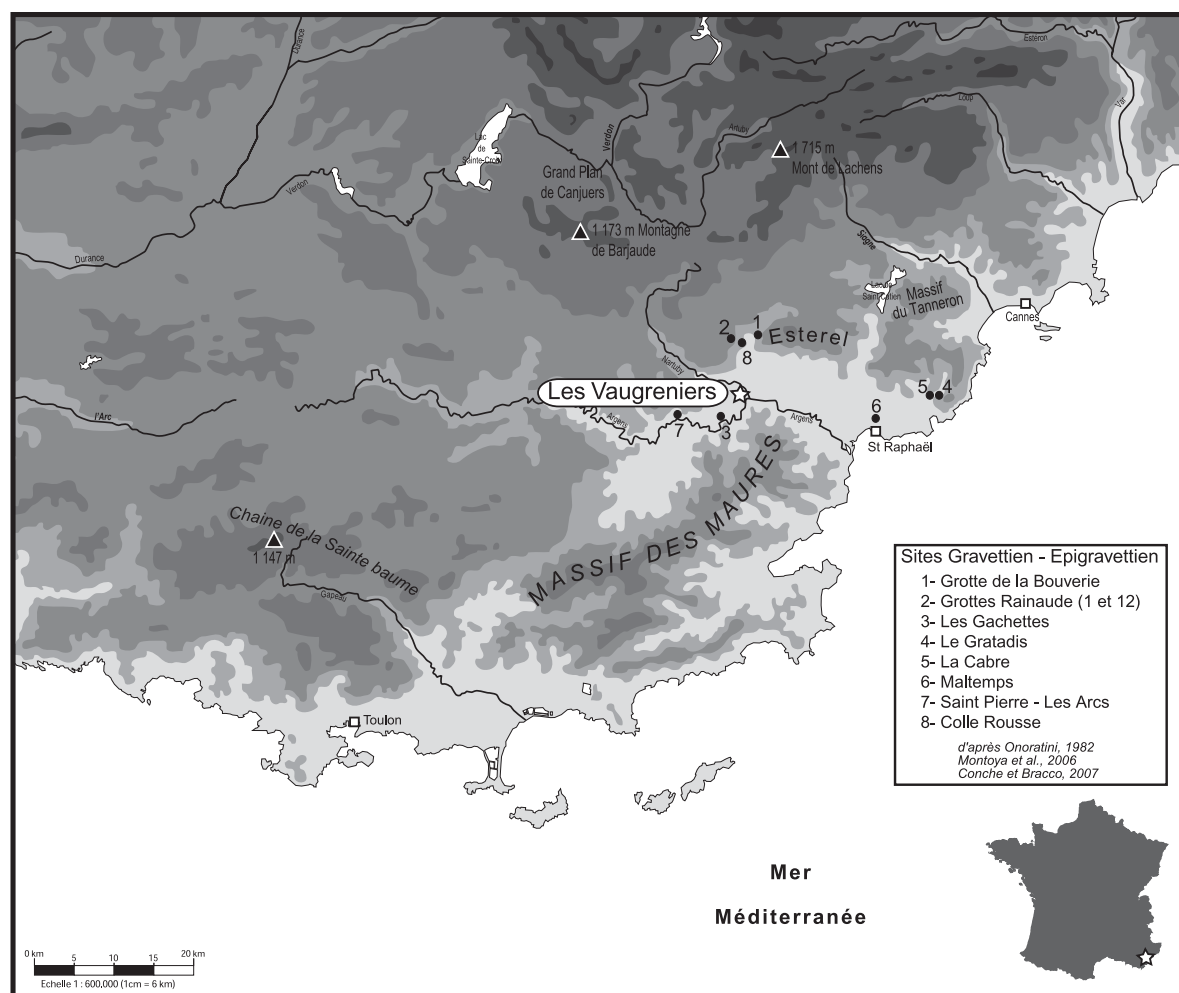 Durance
Esteron
Var
Loup
Artuby
Verdon
Lac
de
Sainte-Croix
1 715 m
Mont de Lachens
Grand Plan
de Canjuers
Verdon
1 173 m Montagne
de Barjaude
Durance
Siagne
Lac de
Saint Catien
Massif
du Tanneron
Cannes
2
1
8
Esterel
Nartuby
Les Vaugreniers
5
4
l'Arc
Argens
7
3
Argens
6
St Raphaël
MASSIF DES MAURES
Chaine de la Sainte baume
1 147 m
Gapeau
Toulon
Sites Gravettien - Epigravettien
1- Grotte de la Bouverie
2- Grottes Rainaude (1 et 12)
3- Les Gachettes
4- Le Gratadis
5- La Cabre
6- Maltemps
7- Saint Pierre - Les Arcs
8- Colle Rousse
d'après Onoratini, 1982
Montoya et al., 2006
Conche et Bracco, 2007
Mer
Méditerranée
0 km 5 10 15 20 km
Echelle 1 : 600,000 (1cm = 6 km)